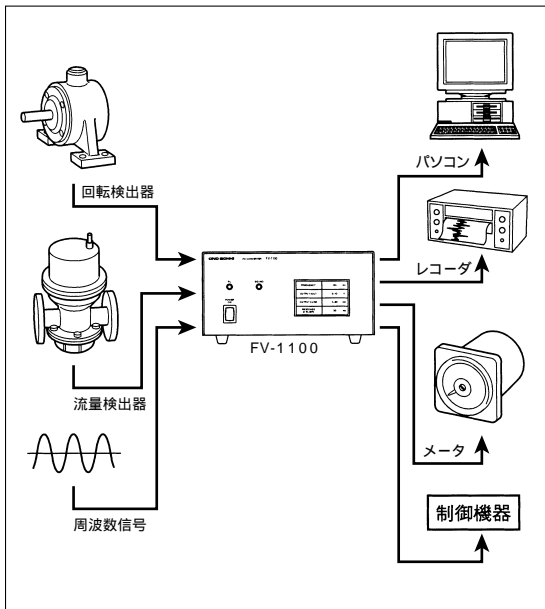 パソコン
回転検出器
レコーダ
ONO SOKKI
FV-1100
流量検出器
メータ
周波数信号
制御機器